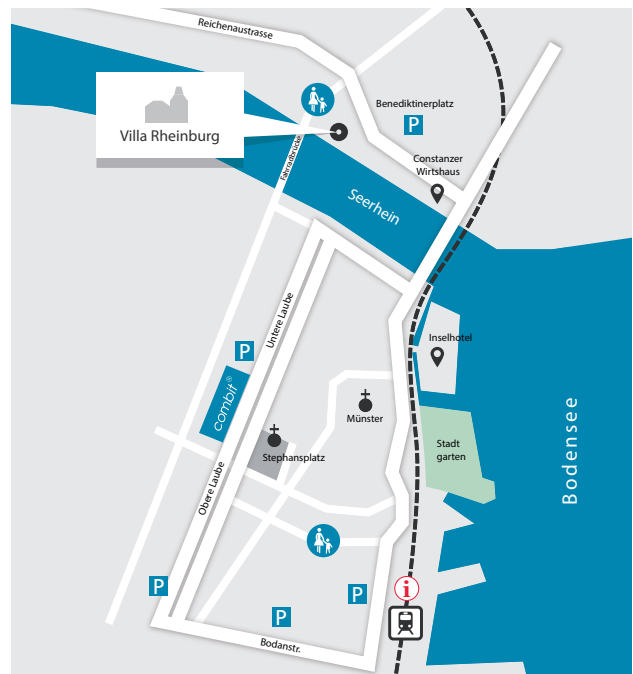 Reichenaustrasse
Villa Rheinburg
Fahrradbrücke
Benediktinerplatz
P
Constanzer
Wirtshaus
Seerhein
Untere Laube
P
combit®
Inselhotel
Münster
Stephansplatz
Stadt
garten
Bodensee
Obere Laube
P
P
P
i
Bodanstr.